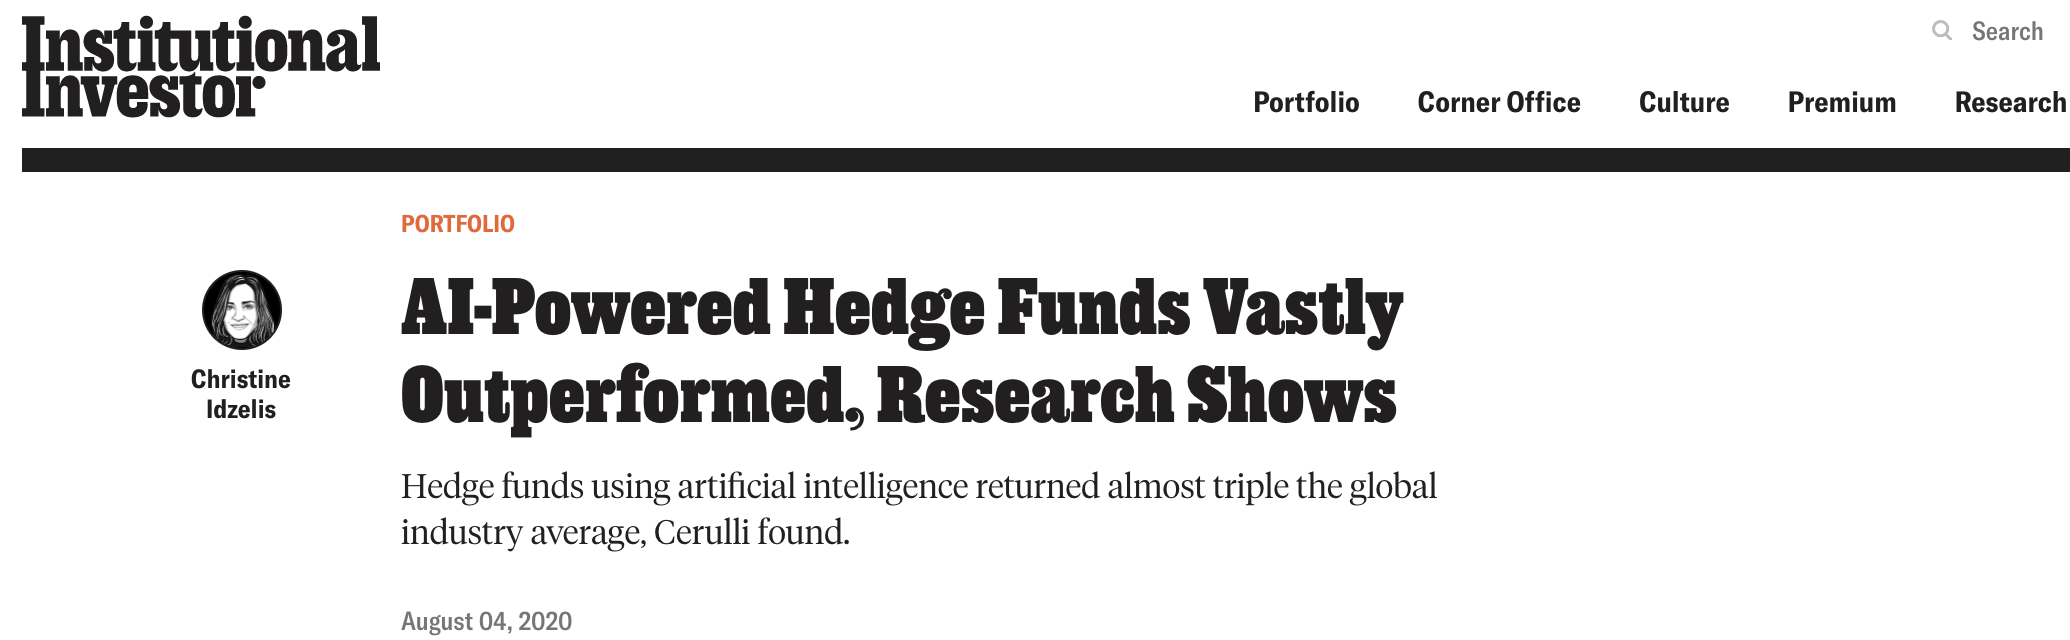 Institutional
Investor
Search
Portfolio
Corner Office
Culture
Premium
Research
PORTFOLIO
Christine
Idzelis
AI-Powered Hedge Funds Vastly
Outperformed, Research Shows
Hedge funds using artificial intelligence returned almost triple the global
industry average, Cerulli found.
August 04, 2020